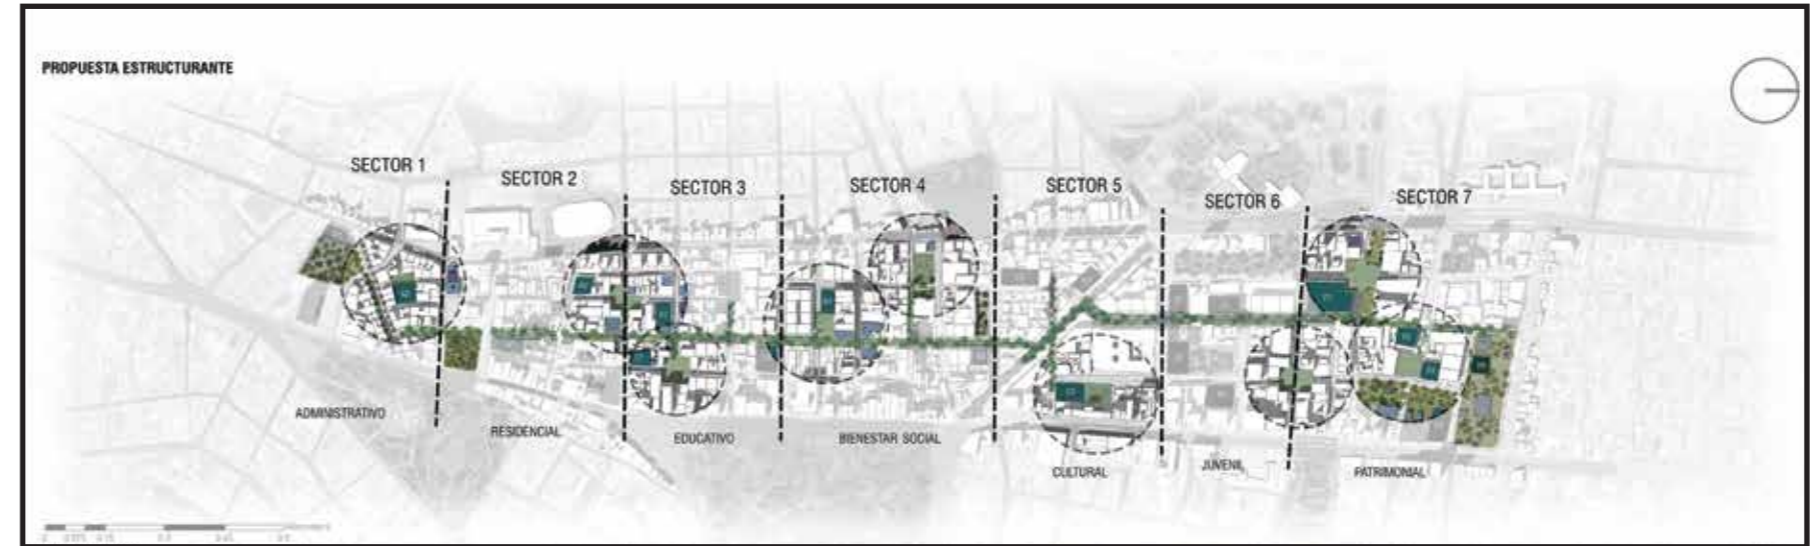 PROPUESTA ESTRUCTURANTE
SECTOR 1
SECTOR 2
SECTOR 3
SECTOR 4
SECTOR 5
SECTOR 6
SECTOR 7
ADMINISTRATIVO
RESIDENCIAL
EDUCATIVO
BIENESTAR SOCIAL
CULTURAL
JUVENIL
PATRIMONIAL